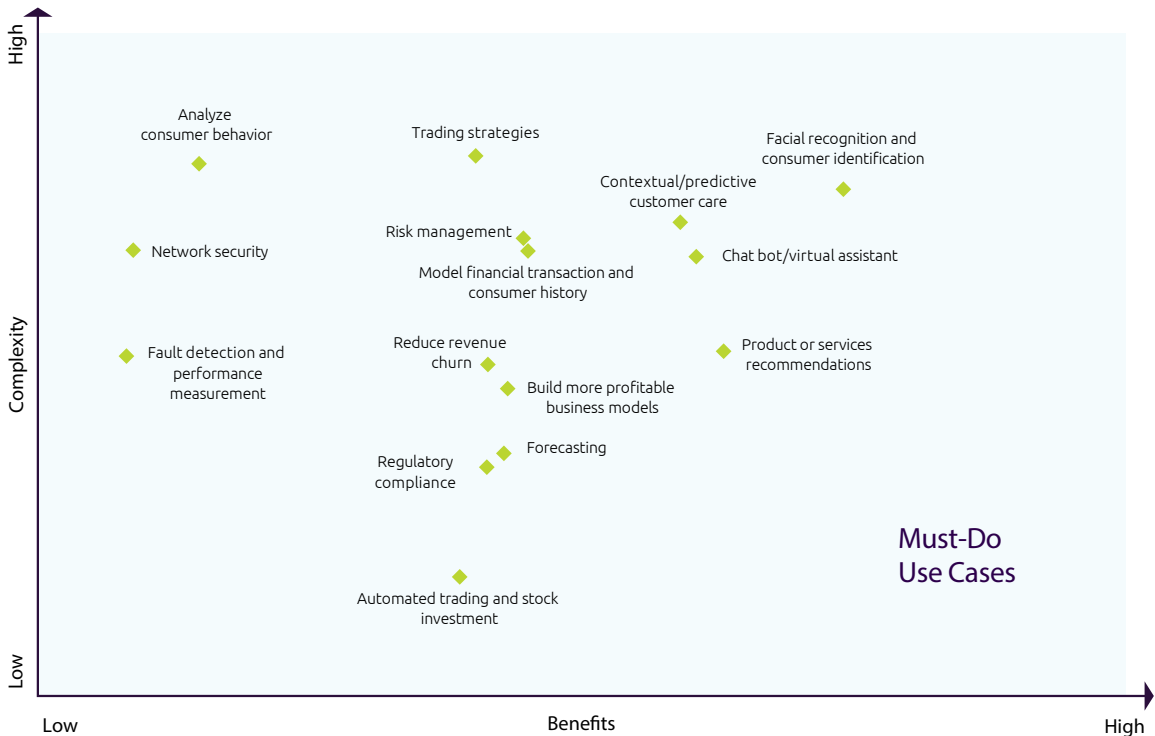 High
Analyze
consumer behavior
Trading strategies
Facial recognition and
consumer identification
Contextual/predictive
customer care
Risk management
Network security
Model financial transaction and
consumer history
Chat bot/virtual assistant
Complexity
Fault detection and
performance
measurement
Reduce revenue
churn
Product or services
recommendations
Build more profitable
business models
Forecasting
Regulatory
compliance
Must-Do
Use Cases
Automated trading and stock
investment
Low
Low
Benefits
High